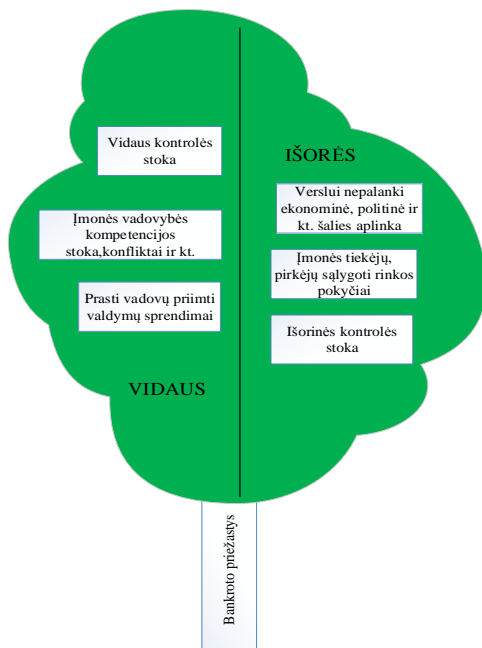 Vidaus kontrolės
stoka
Įmonės vadovybės
kompetencijos
stoka,konfliktai ir kt.
Prasti vadovų priimti
valdymų sprendimai
VIDAUS
IŠORĖS
Verslui nepalanki
ekonominė, politinė ir
kt. šalies aplinka
Įmonės tiekėjų,
pirkėjų sąlygoti rinkos
pokyčiai
Išorinės kontrolės
stoka
Bankroto priežastys